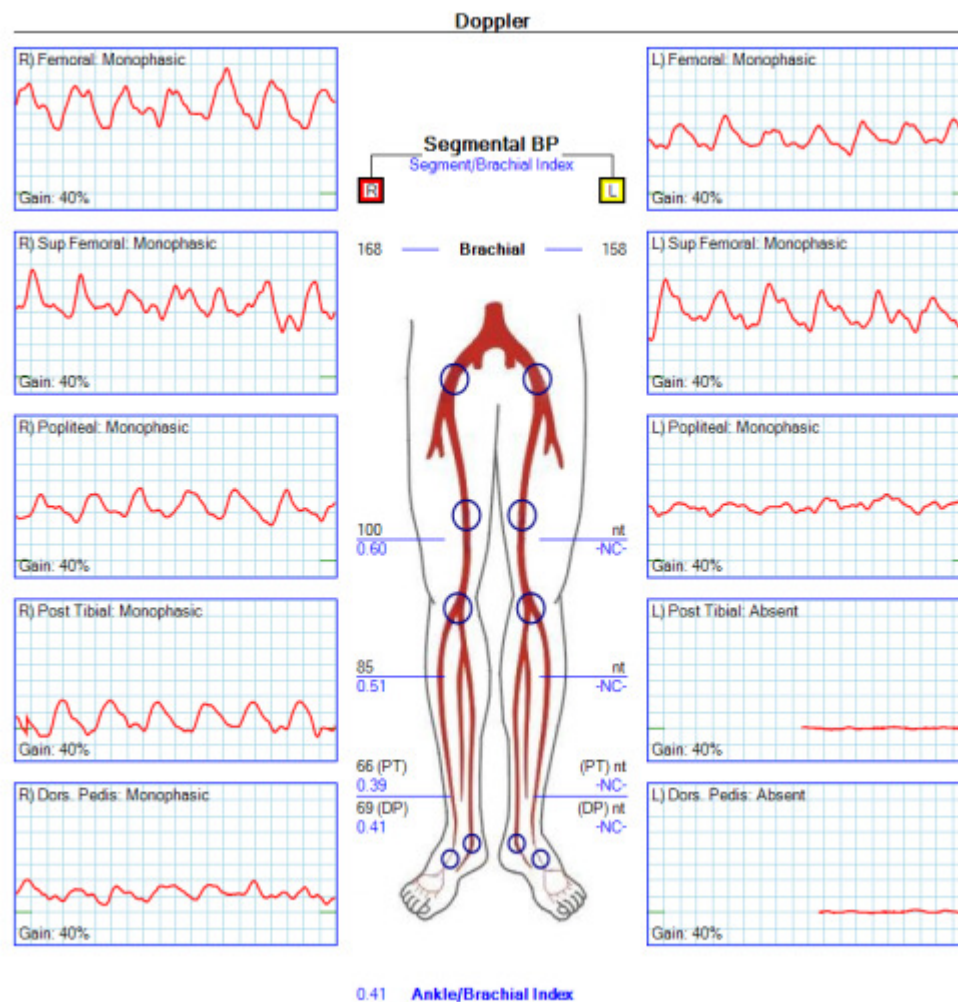 Doppler
R) Femoral: Monophasic
Gain: 40%
L) Femoral: Monophasic
Gain: 40%
Segmental BP
Segment/Brachial Index
R
L
R) Sup Femoral: Monophasic
Gain: 40%
168 Brachial 158
L) Sup Femoral: Monophasic
Gain: 40%
R) Popliteal: Monophasic
Gain: 40%
L) Popliteal: Monophasic
Gain: 40%
100
0.60
nt
-NC-
R) Post Tibial: Monophasic
Gain: 40%
L) Post Tibial: Absent
Gain: 40%
85
0.51
nt
-NC-
66 (PT)
0.39
69 (DP)
0.41
(PT) nt
-NC-
(DP) nt
-NC-
R) Dors. Pedis: Monophasic
Gain: 40%
L) Dors. Pedis: Absent
Gain: 40%
0.41 Ankle/Brachial Index